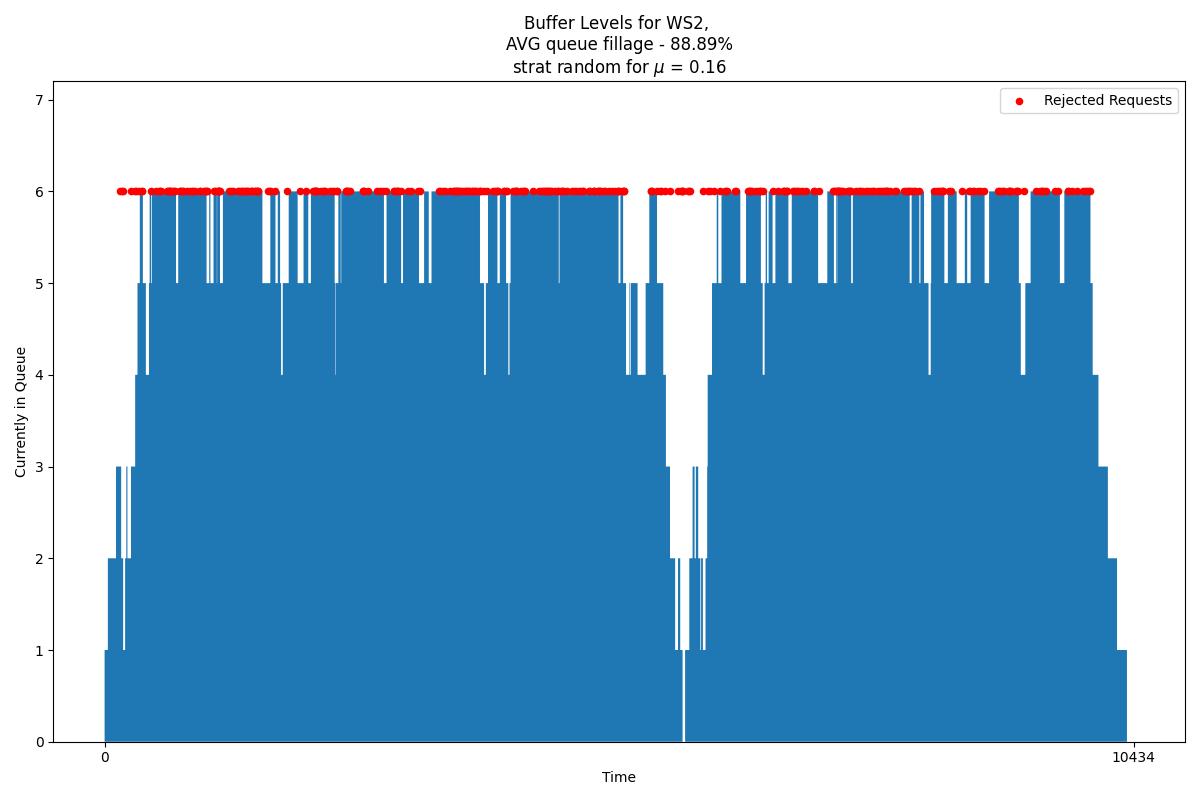 Buffer Levels for WS2,
AVG queue fillage - 88.89%
strat random for μ = 0.16
Rejected Requests
7
6
5
4
3
2
1
0
Currently in Queue
0
10434
Time